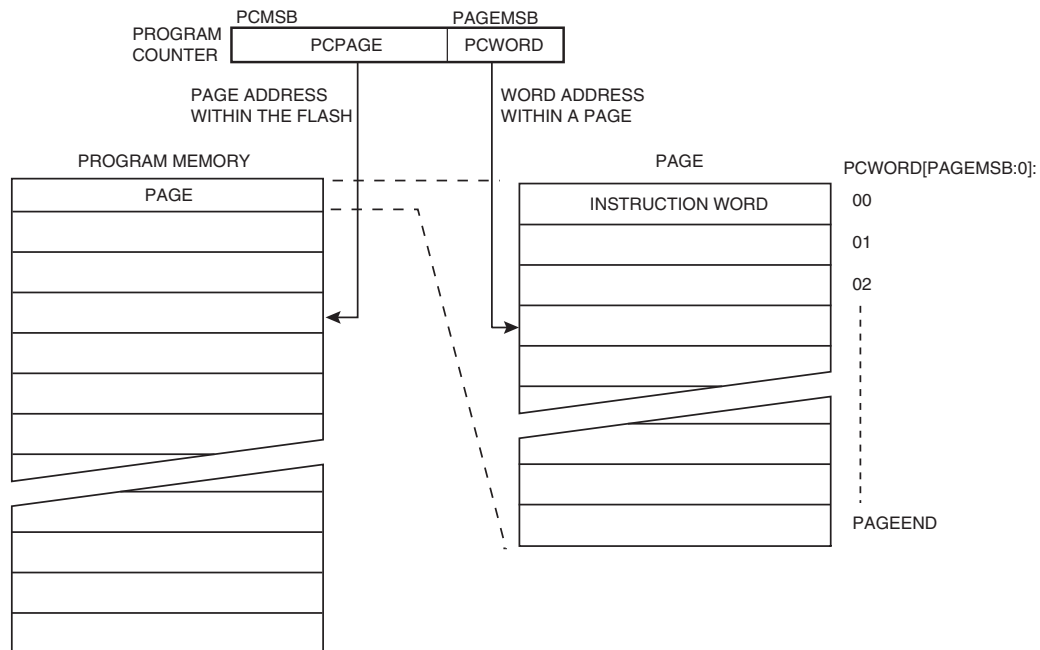 PCMSB
PAGEMSB
PROGRAM
COUNTER
PCPAGE
PCWORD
PAGE ADDRESS
WITHIN THE FLASH
WORD ADDRESS
WITHIN A PAGE
PROGRAM MEMORY
PAGE
PAGE
PCWORD[PAGEMSB:0]:
INSTRUCTION WORD
00
01
02
PAGEEND